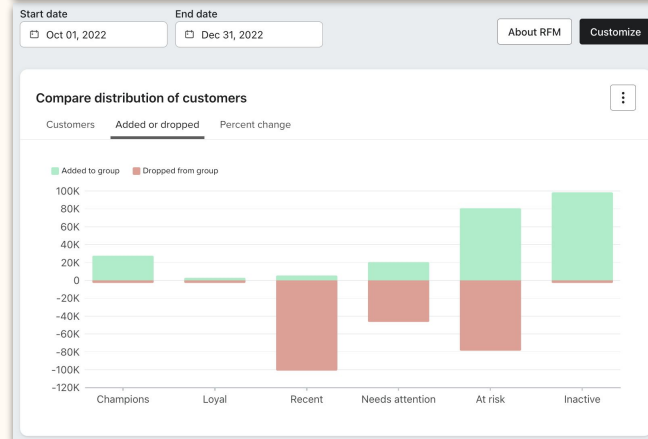 Start date
End date
Oct 01, 2022
Dec 31, 2022
About RFM
Customize
Compare distribution of customers
Customers
Added or dropped
Percent change
Added to group
Dropped from group
100K
80K
60K
40K
20K
0
-20K
-40K
-60K
-80K
-100K
-120K
Champions
Loyal
Recent
Needs attention
At risk
Inactive